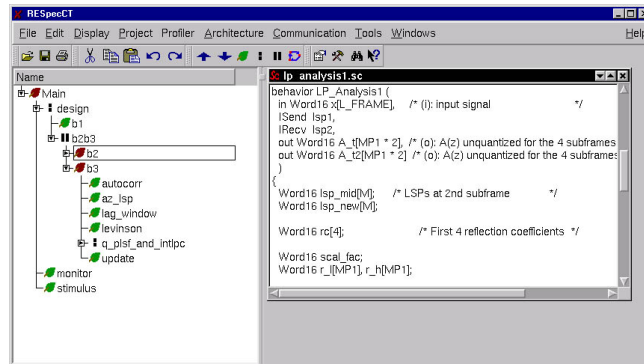 RESpecCT
File Edit Design Project Profiler Architecture Communication Tools Windows Help
Name
Main
design
b1
b2b3
b2
b3
autocorr
az_lsp
lag_window
levinson
q_plsf_and_intlpc
update
monitor
stimulus
lp_analysis1.sc
behavior LP_Analysis1 (
in Word16 x[L_FRAME], /* (i): input signal */
ISend lsp1,
IRecv lsp2,
out Word16 A_t[MP1 * 2], /* (o): A(z) unquantized for the 4 subframes
out Word16 A_t2[MP1 * 2] /* (o): A(z) unquantized for the 4 subframes
)
{
Word16 lsp_mid[M]; /* LSPs at 2nd subframe */
Word16 lsp_new[M];
Word16 rc[4]; /* First 4 reflection coefficients */
Word16 scal_fac;
Word16 r_l[MP1], r_h[MP1];